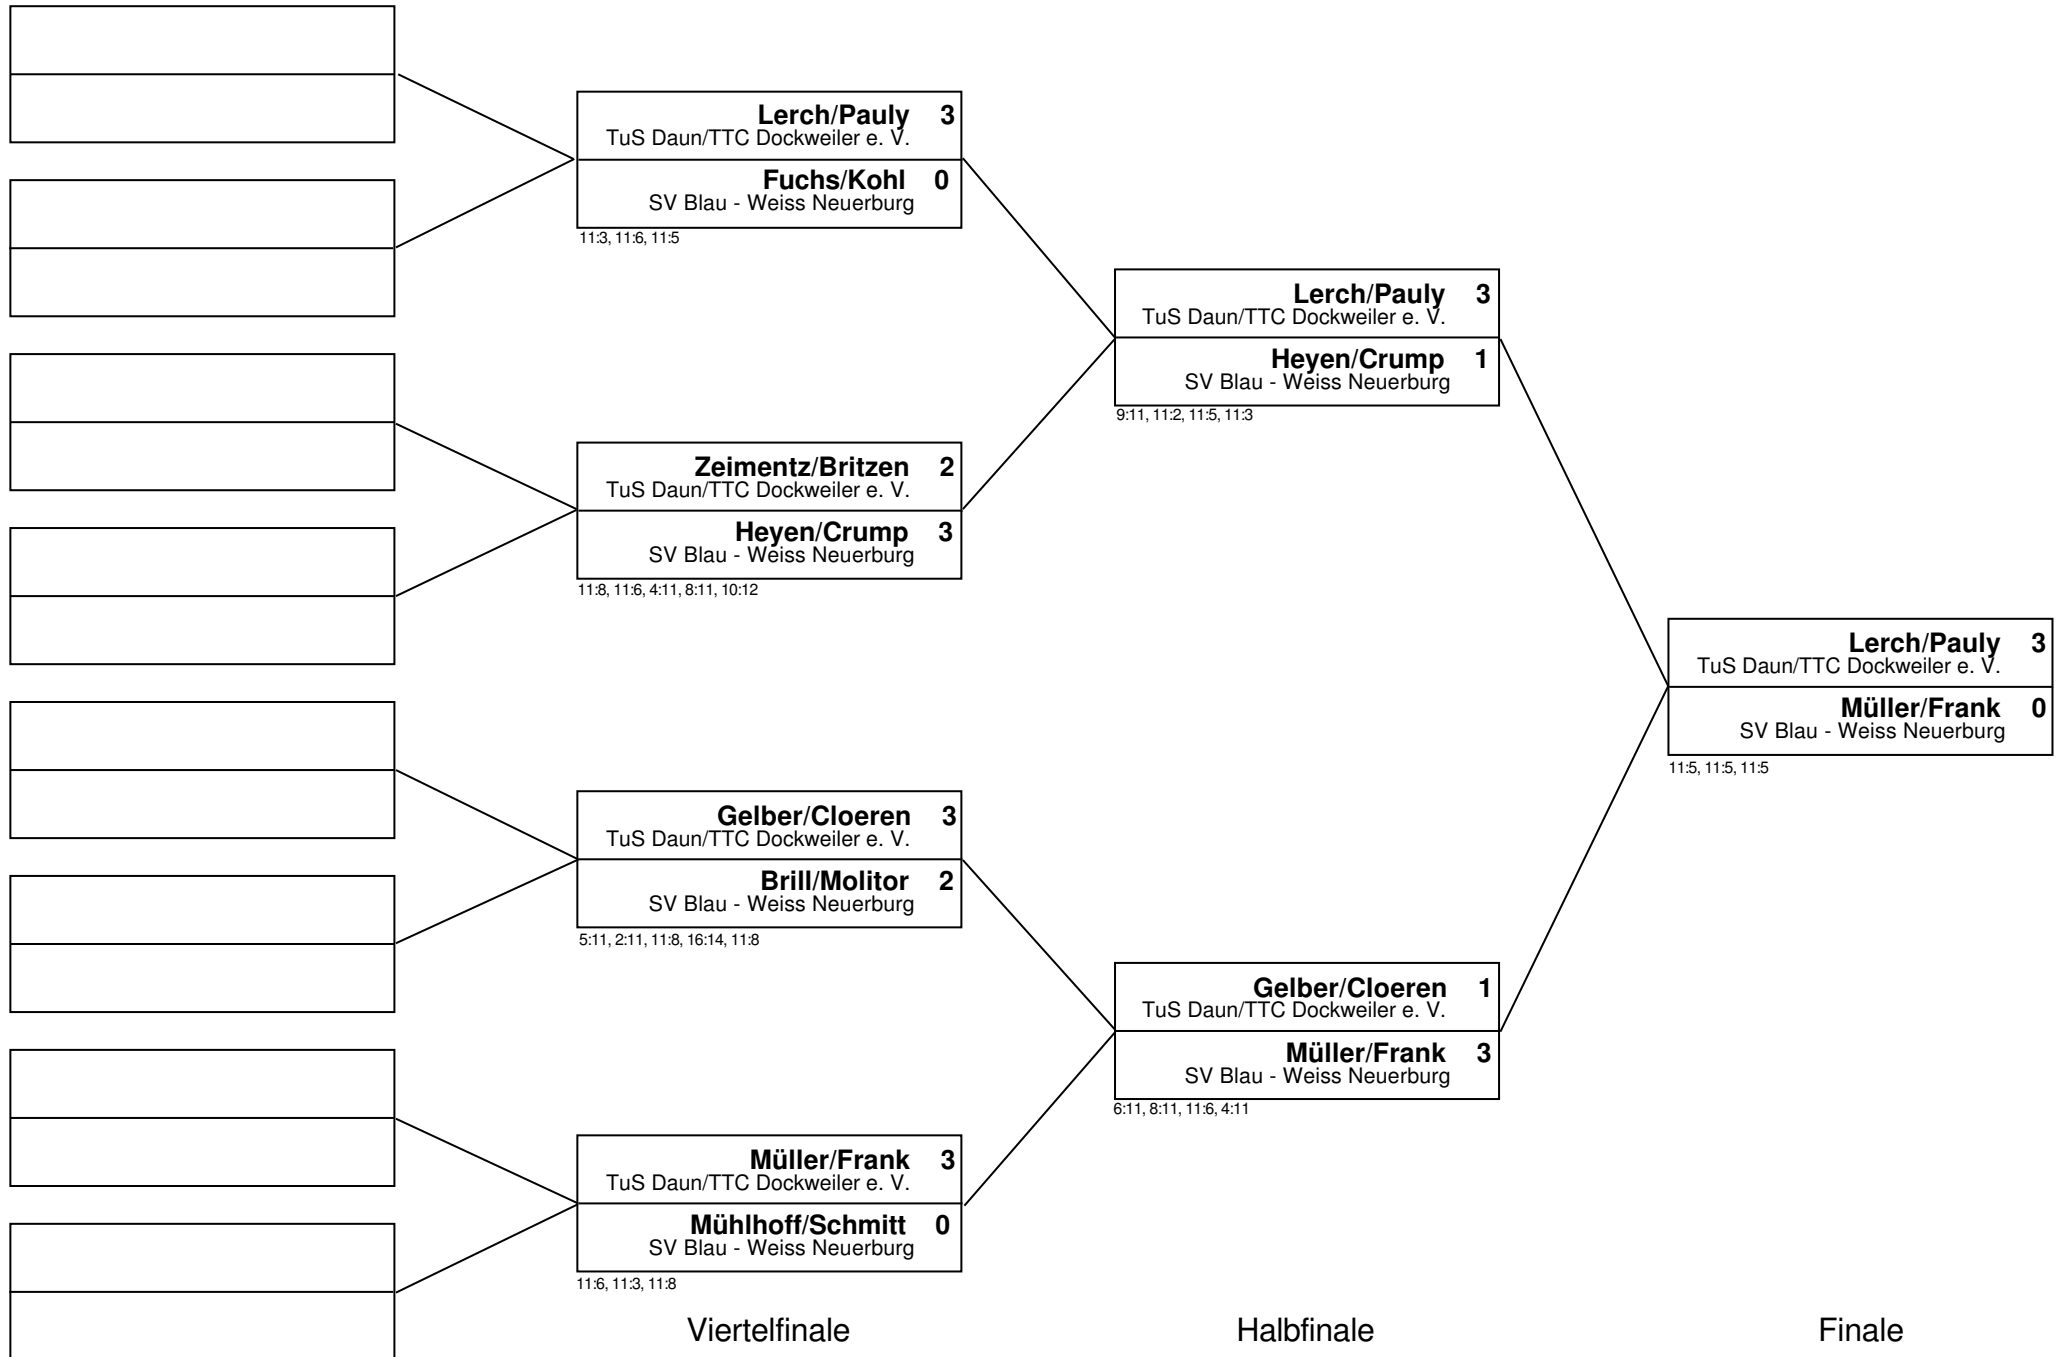 Lerch/Pauly 3
TuS Daun/TTC Dockweiler e. V.
Fuchs/Kohl 0
SV Blau - Weiss Neuerburg
11:3, 11:6, 11:5
Zeimentz/Britzen 2
TuS Daun/TTC Dockweiler e. V.
Heyen/Crump 3
SV Blau - Weiss Neuerburg
11:8, 11:6, 4:11, 8:11, 10:12
Gelber/Cloeren 3
TuS Daun/TTC Dockweiler e. V.
Brill/Molitor 2
SV Blau - Weiss Neuerburg
5:11, 2:11, 11:8, 16:14, 11:8
Müller/Frank 3
TuS Daun/TTC Dockweiler e. V.
Mühlhoff/Schmitt 0
SV Blau - Weiss Neuerburg
11:6, 11:3, 11:8
Viertelfinale
Lerch/Pauly 3
TuS Daun/TTC Dockweiler e. V.
Heyen/Crump 1
SV Blau - Weiss Neuerburg
9:11, 11:2, 11:5, 11:3
Gelber/Cloeren 1
TuS Daun/TTC Dockweiler e. V.
Müller/Frank 3
SV Blau - Weiss Neuerburg
6:11, 8:11, 11:6, 4:11
Halbfinale
Lerch/Pauly 3
TuS Daun/TTC Dockweiler e. V.
Müller/Frank 0
SV Blau - Weiss Neuerburg
11:5, 11:5, 11:5
Finale